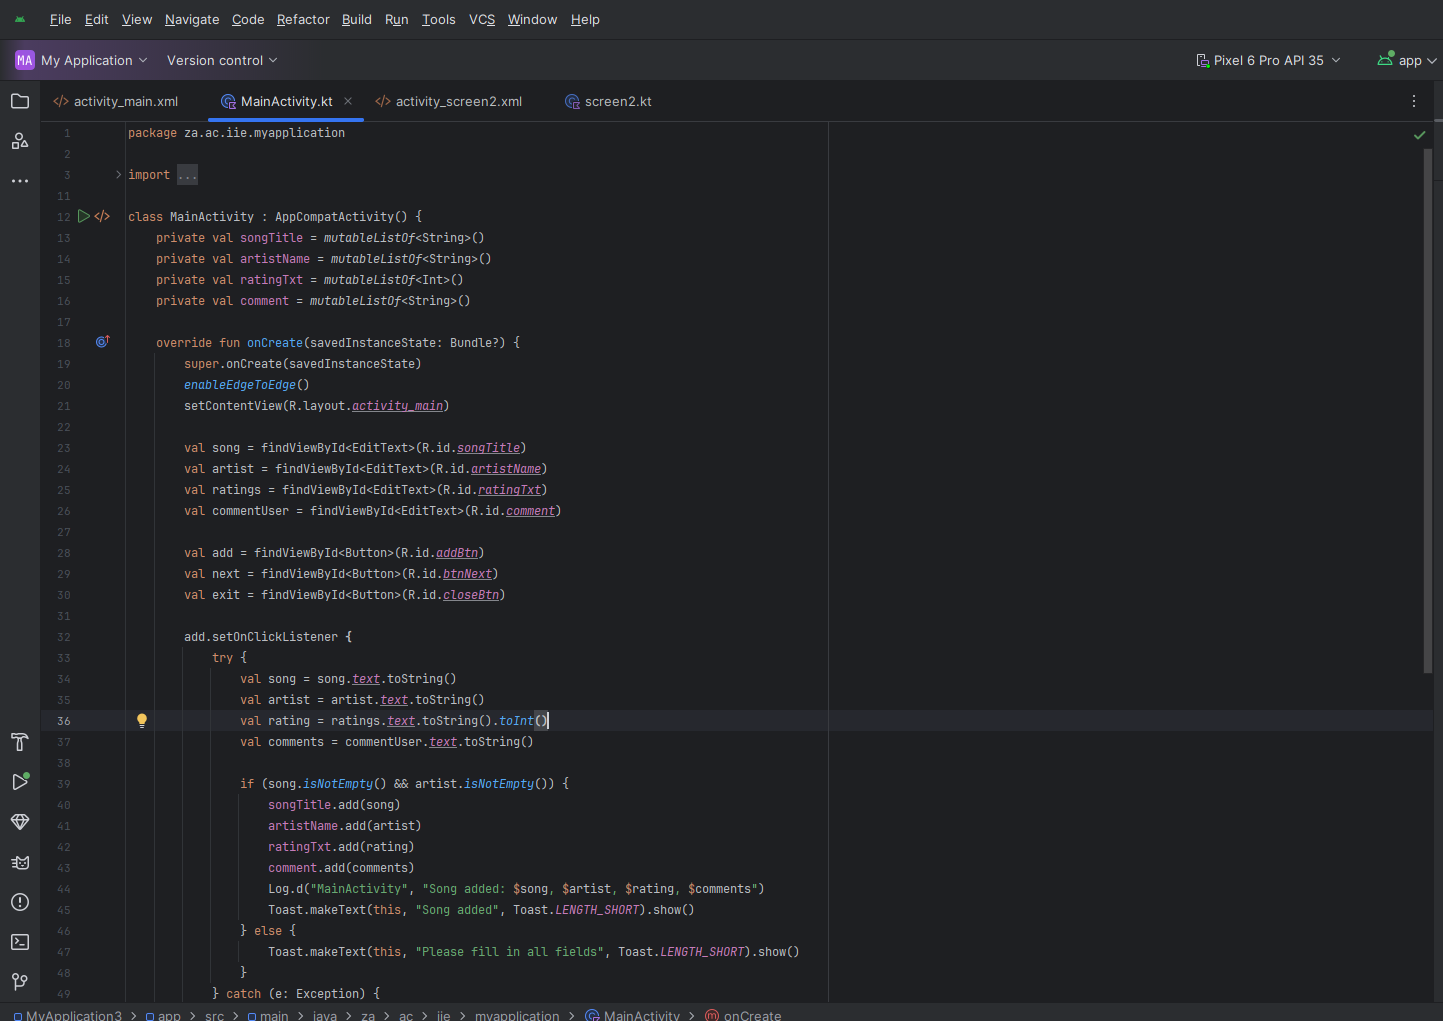 File Edit View Navigate Code Refactor Build Run Tools VCS Window Help
MA My Application Version control Pixel 6 Pro API 35 app
activity_main.xml MainActivity.kt activity_screen2.xml screen2.kt
1 package za.ac.iie.myapplication
2
3 import ...
11
12 class MainActivity : AppCompatActivity() {
13 private val songTitle = mutableListOf<String>()
14 private val artistName = mutableListOf<String>()
15 private val ratingTxt = mutableListOf<Int>()
16 private val comment = mutableListOf<String>()
17
18 override fun onCreate(savedInstanceState: Bundle?) {
19 super.onCreate(savedInstanceState)
20 enableEdgeToEdge()
21 setContentView(R.layout.activity_main)
22
23 val song = findViewById<EditText>(R.id.songTitle)
24 val artist = findViewById<EditText>(R.id.artistName)
25 val ratings = findViewById<EditText>(R.id.ratingTxt)
26 val commentUser = findViewById<EditText>(R.id.comment)
27
28 val add = findViewById<Button>(R.id.addBtn)
29 val next = findViewById<Button>(R.id.btnNext)
30 val exit = findViewById<Button>(R.id.closeBtn)
31
32 add.setOnClickListener {
33 try {
34 val song = song.text.toString()
35 val artist = artist.text.toString()
36 val rating = ratings.text.toString().toInt()
37 val comments = commentUser.text.toString()
38
39 if (song.isNotEmpty() && artist.isNotEmpty()) {
40 songTitle.add(song)
41 artistName.add(artist)
42 ratingTxt.add(rating)
43 comment.add(comments)
44 Log.d("MainActivity", "Song added: $song, $artist, $rating, $comments")
45 Toast.makeText(this, "Song added", Toast.LENGTH_SHORT).show()
46 } else {
47 Toast.makeText(this, "Please fill in all fields", Toast.LENGTH_SHORT).show()
48 }
49 } catch (e: Exception) {
MyApplication3 > app > src > main > java > za > ac > iie > myapplication > MainActivity > onCreate